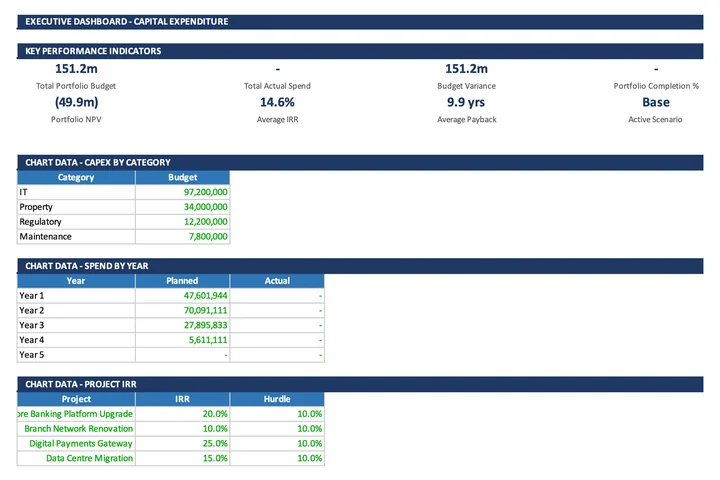 EXECUTIVE DASHBOARD - CAPITAL EXPENDITURE
KEY PERFORMANCE INDICATORS
151.2m - 151.2m -
Total Portfolio Budget Total Actual Spend Budget Variance Portfolio Completion %
(49.9m) 14.6% 9.9 yrs Base
Portfolio NPV Average IRR Average Payback Active Scenario
CHART DATA - CAPEX BY CATEGORY
Category Budget
IT 97,200,000
Property 34,000,000
Regulatory 12,200,000
Maintenance 7,800,000
CHART DATA - SPEND BY YEAR
Year Planned Actual
Year 1 47,601,944 -
Year 2 70,091,111 -
Year 3 27,895,833 -
Year 4 5,611,111 -
Year 5 - -
CHART DATA - PROJECT IRR
Project IRR Hurdle
ore Banking Platform Upgrade 20.0% 10.0%
Branch Network Renovation 10.0% 10.0%
Digital Payments Gateway 25.0% 10.0%
Data Centre Migration 15.0% 10.0%